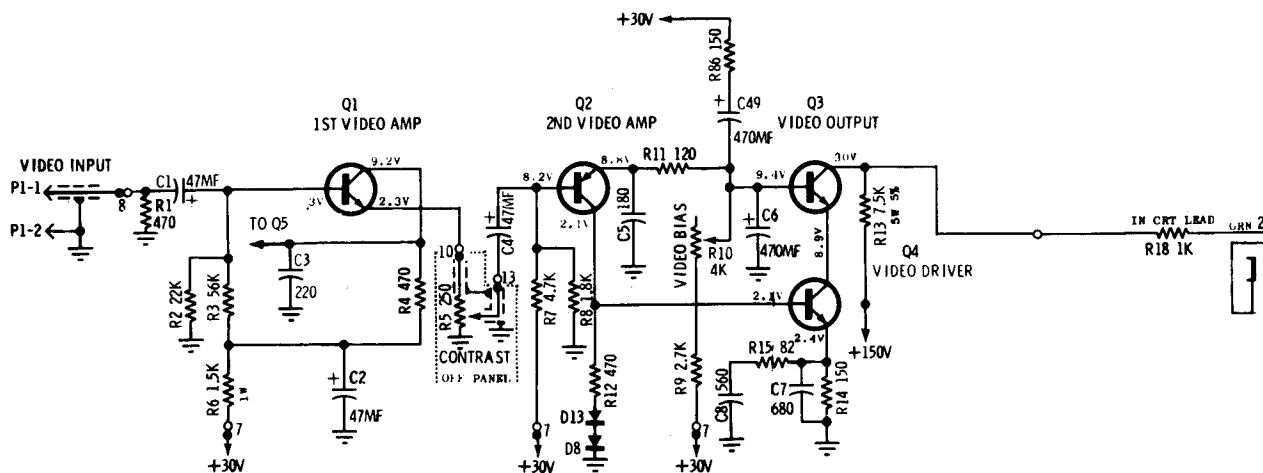 +30V
R86 150
C49
+
470MF
Q1
1ST VIDEO AMP
Q2
2ND VIDEO AMP
Q3
VIDEO OUTPUT
VIDEO INPUT
P1-1
P1-2
8
C1
47MF
+
R1
470
9.2V
.3V
2.3V
TO Q5
C3
220
R2 22K
R3 56K
R4 470
R6 1.5K
1W
+
C2
47MF
7
+30V
10
R5 250
13
CONTRAST
OFF PANEL
+
C4
47MF
8.2V
8.8V
2.1V
R11 120
C5
180
R7 4.7K
R8 1.8K
7
+30V
R12 470
D13
D8
VIDEO BIAS
R10
4K
R9 2.7K
7
+30V
9.4V
+
C6
470MF
30V
8.9V
R13 7.5K
5W 5%
Q4
VIDEO DRIVER
2.4V
+150V
R15 82
C8
560
C7
680
R14 150
IN CRT LEAD
R18 1K
GRN 2